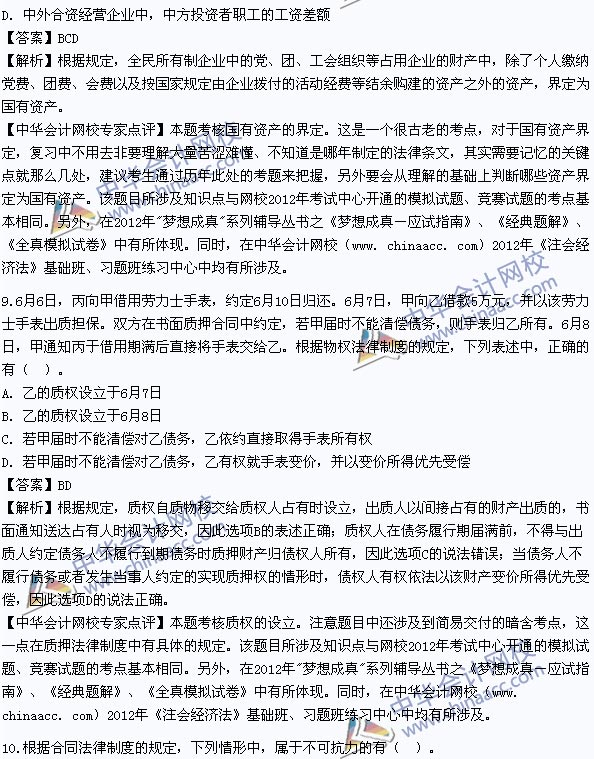 D. 中外合资经营企业中，中方投资者职工的工资差额
【答案】BCD
【解析】根据规定，全民所有制企业中的党、团、工会组织等占用企业的财产中，除了个人缴纳
党费、团费、会费以及按国家规定由企业拨付的活动经费等结余购建的资产之外的资产，界定为
国有资产。
【中华会计网校专家点评】本题考核国有资产的界定。这是一个很古老的考点，对于国有资产界
定，复习中不用去非要理解大量苦涩难懂、不知道是哪年制定的法律条文，其实需要记忆的关键
点就那么几处，建议考生通过历年此处的考题来把握，另外要会从理解的基础上判断哪些资产界
定为国有资产。该题目所涉及知识点与网校2012年考试中心开通的模拟试题、竞赛试题的考点基
本相同。另外，在2012年"梦想成真"系列辅导丛书之《梦想成真—应试指南》、《经典题解》、
《全真模拟试卷》中有所体现。同时，在中华会计网校（www. chinaacc. com）2012年《注会经
济法》基础班、习题班练习中心中均有所涉及。
9.6月6日，丙向甲借用劳力士手表，约定6月10日归还。6月7日，甲向乙借款5万元，并以该劳力
士手表出质担保。双方在书面质押合同中约定，若甲届时不能清偿债务，则手表归乙所有。6月8
日，甲通知丙于借用期满后直接将手表交给乙。根据物权法律制度的规定，下列表述中，正确的
有（　）。
A. 乙的质权设立于6月7日
B. 乙的质权设立于6月8日
C. 若甲届时不能清偿对乙债务，乙依约直接取得手表所有权
D. 若甲届时不能清偿对乙债务，乙有权就手表变价，并以变价所得优先受偿
【答案】BD
【解析】根据规定，质权自质物移交给质权人占有时设立，出质人以间接占有的财产出质的，书
面通知送达占有人时视为移交，因此选项B的表述正确；质权人在债务履行期届满前，不得与出
质人约定债务人不履行到期债务时质押财产归债权人所有，因此选项C的说法错误；当债务人不
履行债务或者发生当事人约定的实现质押权的情形时，债权人有权依法以该财产变价所得优先受
偿，因此选项D的说法正确。
【中华会计网校专家点评】本题考核质权的设立。注意题目中还涉及到简易交付的暗含考点，这
一点在质押法律制度中有具体的规定。该题目所涉及知识点与网校2012年考试中心开通的模拟试
题、竞赛试题的考点基本相同。另外，在2012年"梦想成真"系列辅导丛书之《梦想成真—应试指
南》、《经典题解》、《全真模拟试卷》中有所体现。同时，在中华会计网校（www.
chinaacc. com）2012年《注会经济法》基础班、习题班练习中心中均有所涉及。
10.根据合同法律制度的规定，下列情形中，属于不可抗力的有（　）。
中华会计网校
www.chinaacc.com
中华会计网校
www.chinaacc.com
中华会计网校
www.chinaacc.com
中华会计网校
www.chinaacc.com